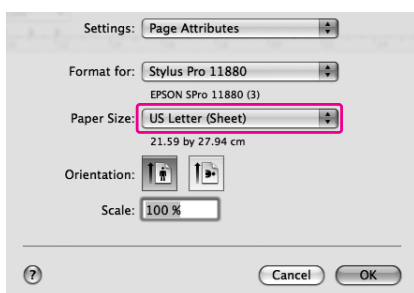 Settings: Page Attributes
Format for: Stylus Pro 11880
EPSON SPro 11880 (3)
Paper Size: US Letter (Sheet)
21.59 by 27.94 cm
Orientation:
Scale: 100 %
? Cancel OK